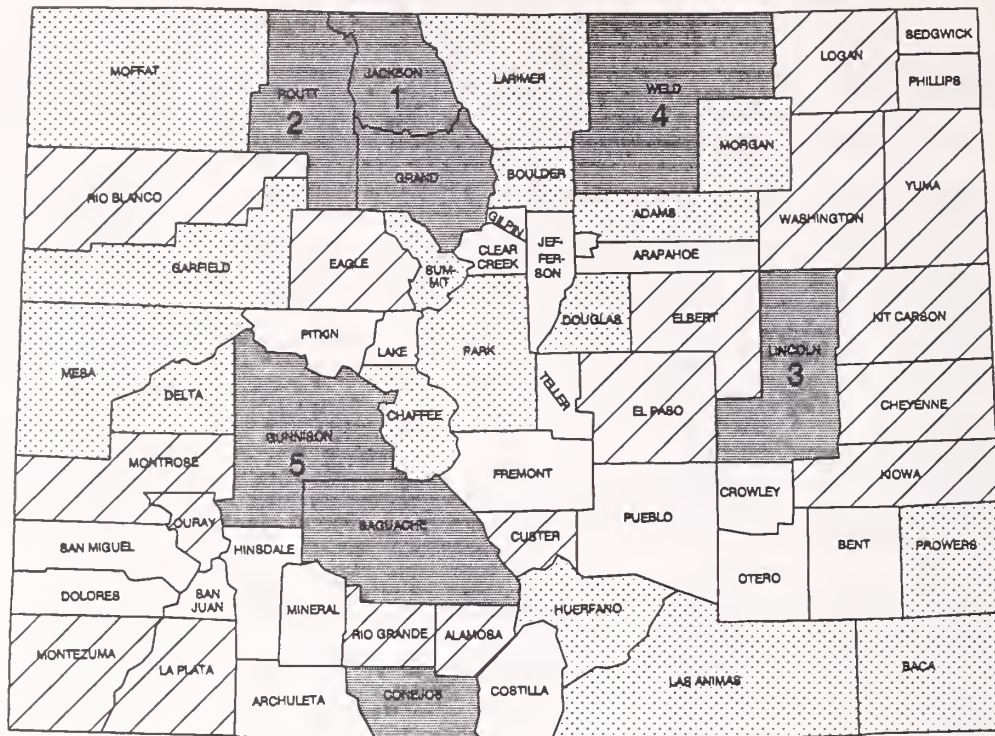 SEDGWICK
LOGAN
MOFFAT
JACKSON
LARIMER
PHILLIPS
ROUTT
1
WELD
2
4
MORGAN
GRAND
BOULDER
RIO BLANCO
YUMA
ADAMS
WASHINGTON
GILPIN
CLEAR
CREEK
JEF-
FER-
SON
ARAPAHOE
GARFIELD
EAGLE
SUM-
MIT
PITKIN
DOUGLAS
ELBERT
KIT CARSON
LAKE
PARK
LINCOLN
3
MESA
DELTA
TELLER
CHEYENNE
CHAFFEE
EL PASO
GUNNISON
5
MONTROSE
FREMONT
KIOWA
CROWLEY
OURAY
SAGUACHE
PUEBLO
CUSTER
BENT
PROWERS
SAN MIGUEL
HINSDALE
OTERO
DOLORES
SAN
JUAN
MINERAL
HUERFANO
RIO GRANDE
ALAMOSA
MONTEZUMA
LA PLATA
BACA
LAS ANIMAS
ARCHULETA
CONEJOS
COSTILLA